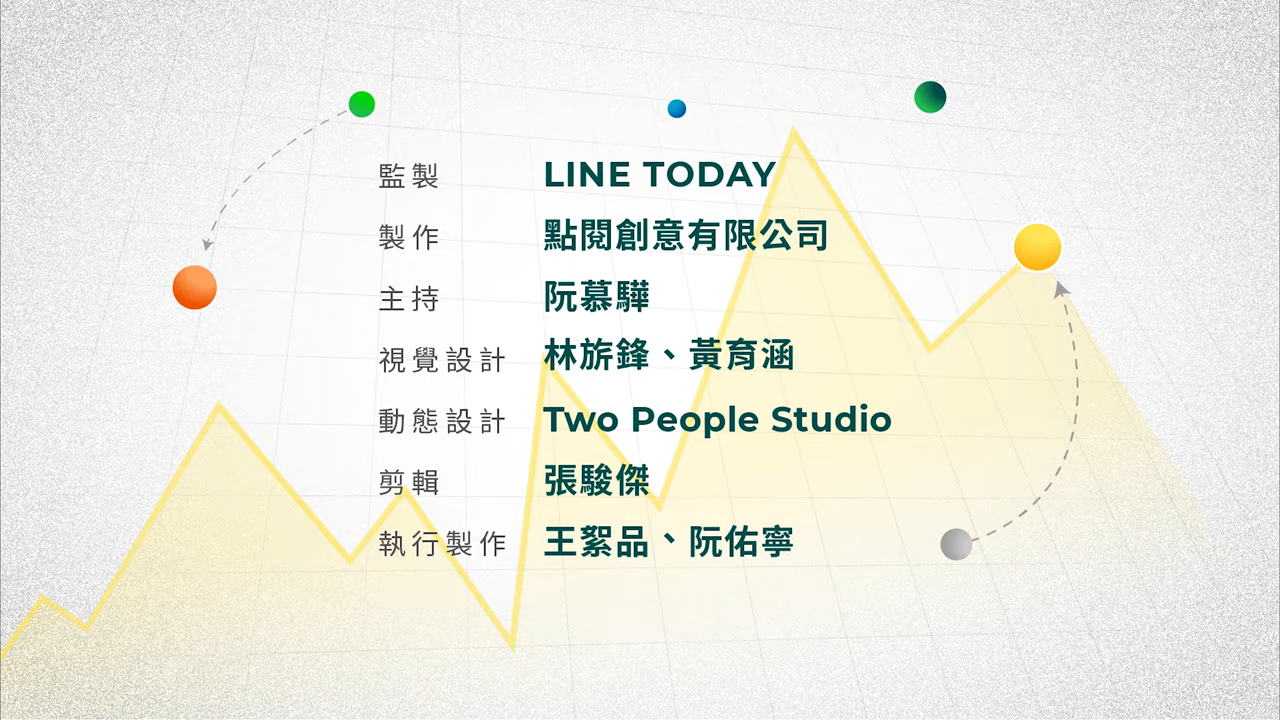 監製 LINE TODAY
製作 點閱創意有限公司
主持 阮慕驊
視覺設計 林旂鋒、黃育涵
動態設計 Two People Studio
剪輯 張駿傑
執行製作 王絮品、阮佑寧